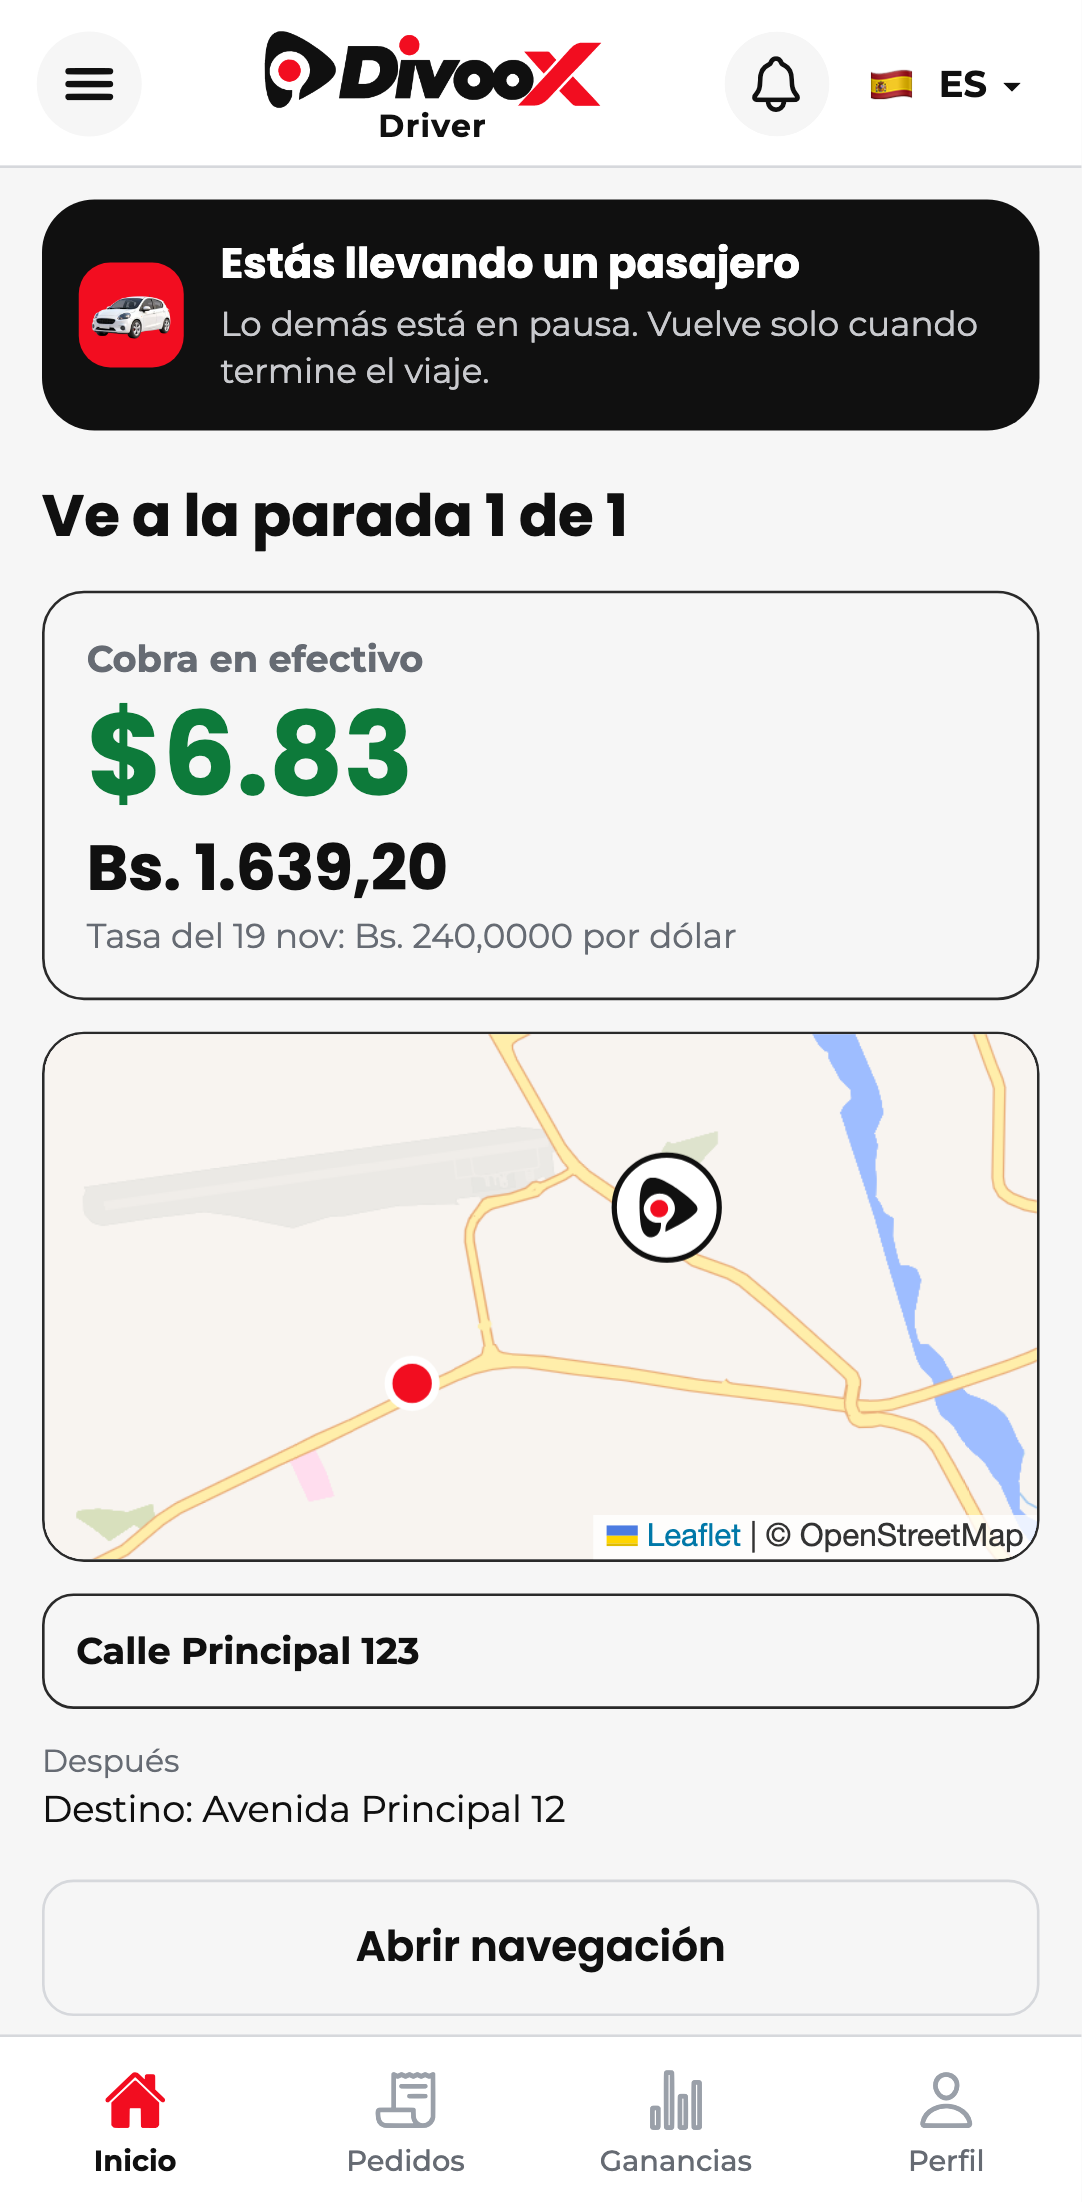 DivooX
Driver
ES
Estás llevando un pasajero
Lo demás está en pausa. Vuelve solo cuando
termine el viaje.
Ve a la parada 1 de 1
Cobra en efectivo
$6.83
Bs. 1.639,20
Tasa del 19 nov: Bs. 240,0000 por dólar
Leaflet | © OpenStreetMap
Calle Principal 123
Después
Destino: Avenida Principal 12
Abrir navegación
Inicio
Pedidos
Ganancias
Perfil